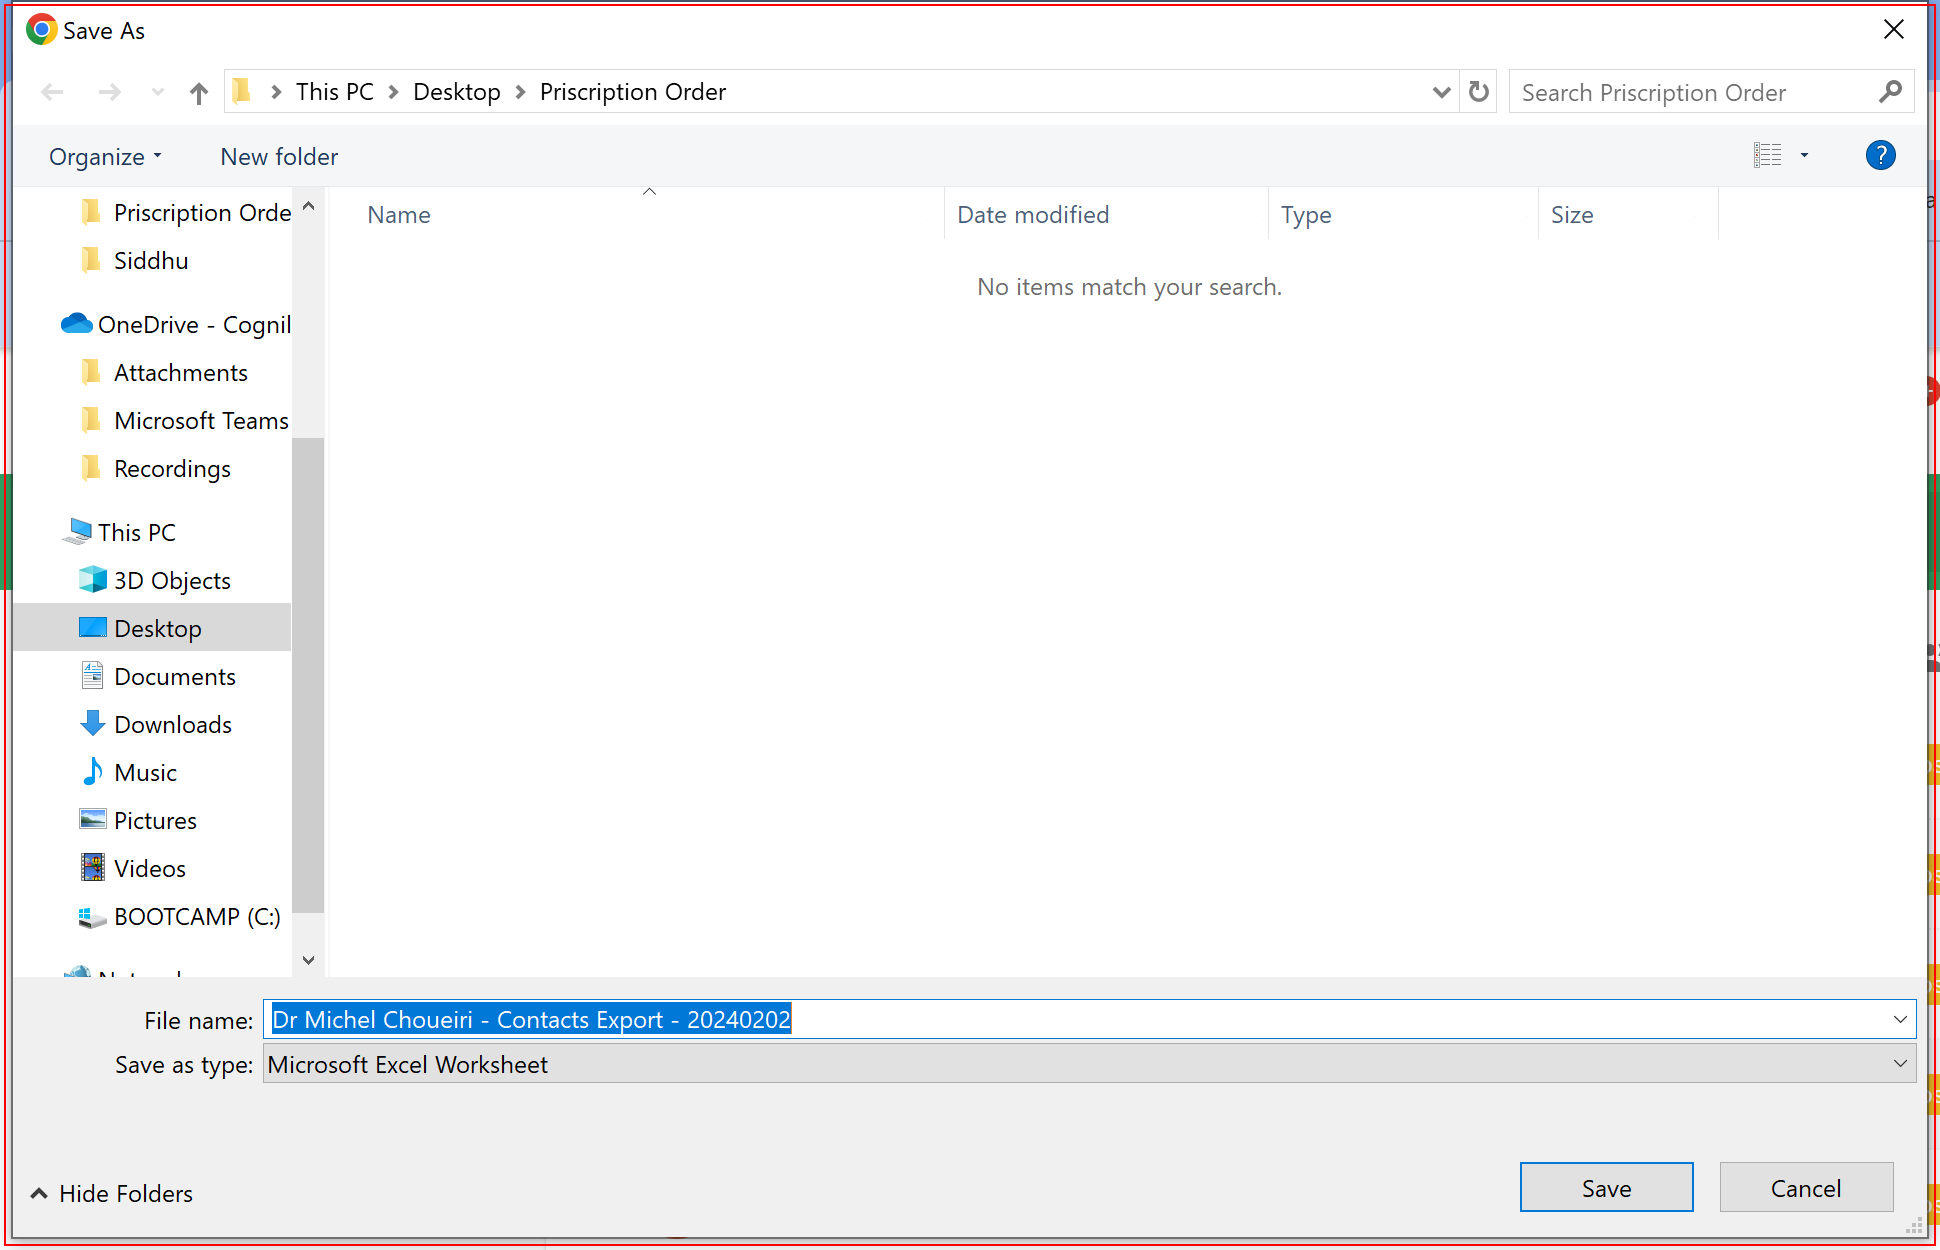 Save As
This PC > Desktop > Priscription Order
Search Priscription Order
Organize
New folder
Name
Date modified
Type
Size
No items match your search.
Priscription Orde
Siddhu
OneDrive - Cognil
Attachments
Microsoft Teams
Recordings
This PC
3D Objects
Desktop
Documents
Downloads
Music
Pictures
Videos
BOOTCAMP (C:)
File name: Dr Michel Choueiri - Contacts Export - 20240202
Save as type: Microsoft Excel Worksheet
Hide Folders
Save
Cancel